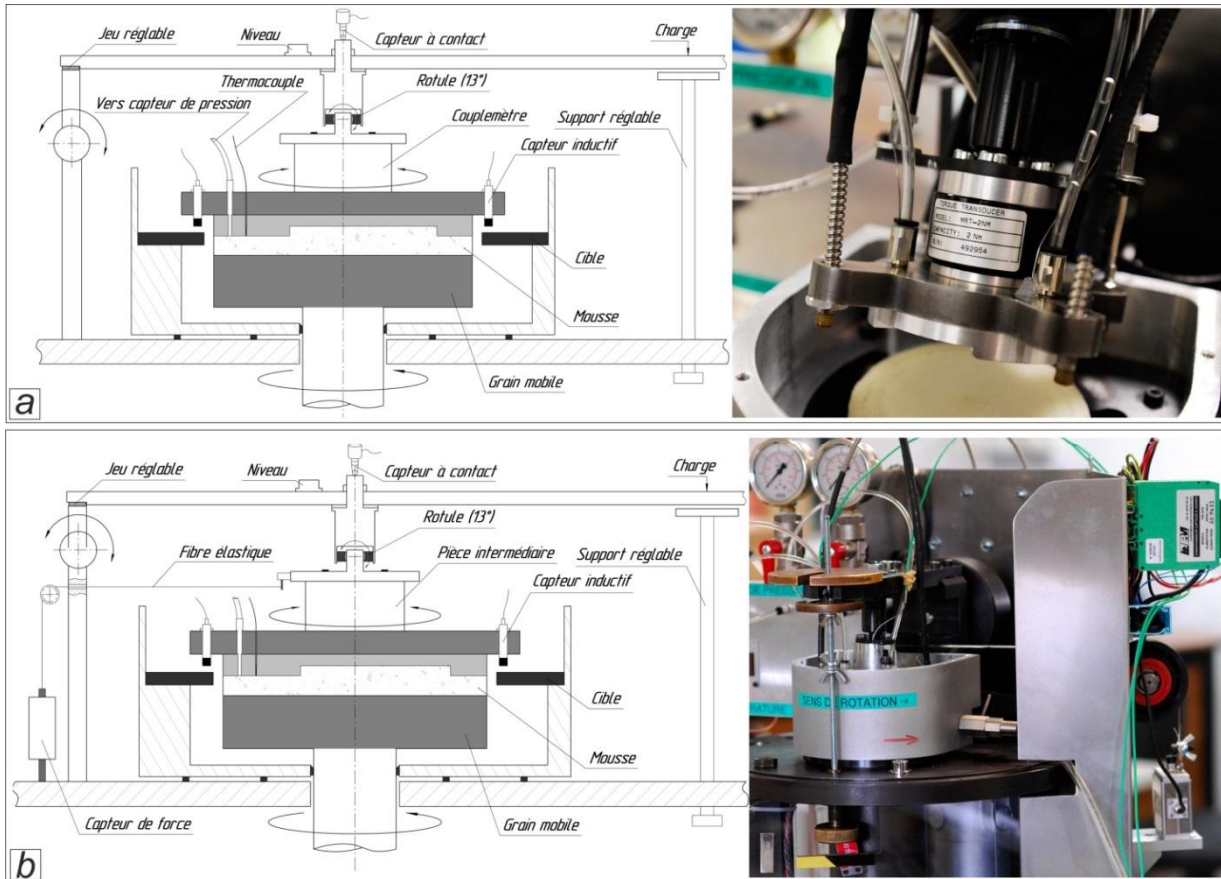 Jeu réglable
Niveau
Capteur à contact
Charge
Thermocouple
Vers capteur de pression
Rotule (13°)
Couplemètre
Support réglable
Capteur inductif
Cible
Mousse
Grain mobile
a
TORQUE TRANSDUCER
MODEL: MRT-2NM
CAPACITY: 2 Nm
S/N: 492954
Jeu réglable
Niveau
Capteur à contact
Charge
Rotule (13°)
Fibre élastique
Pièce intermédiaire
Support réglable
Capteur inductif
Cible
Mousse
Capteur de force
Grain mobile
b
SENS DE ROTATION →